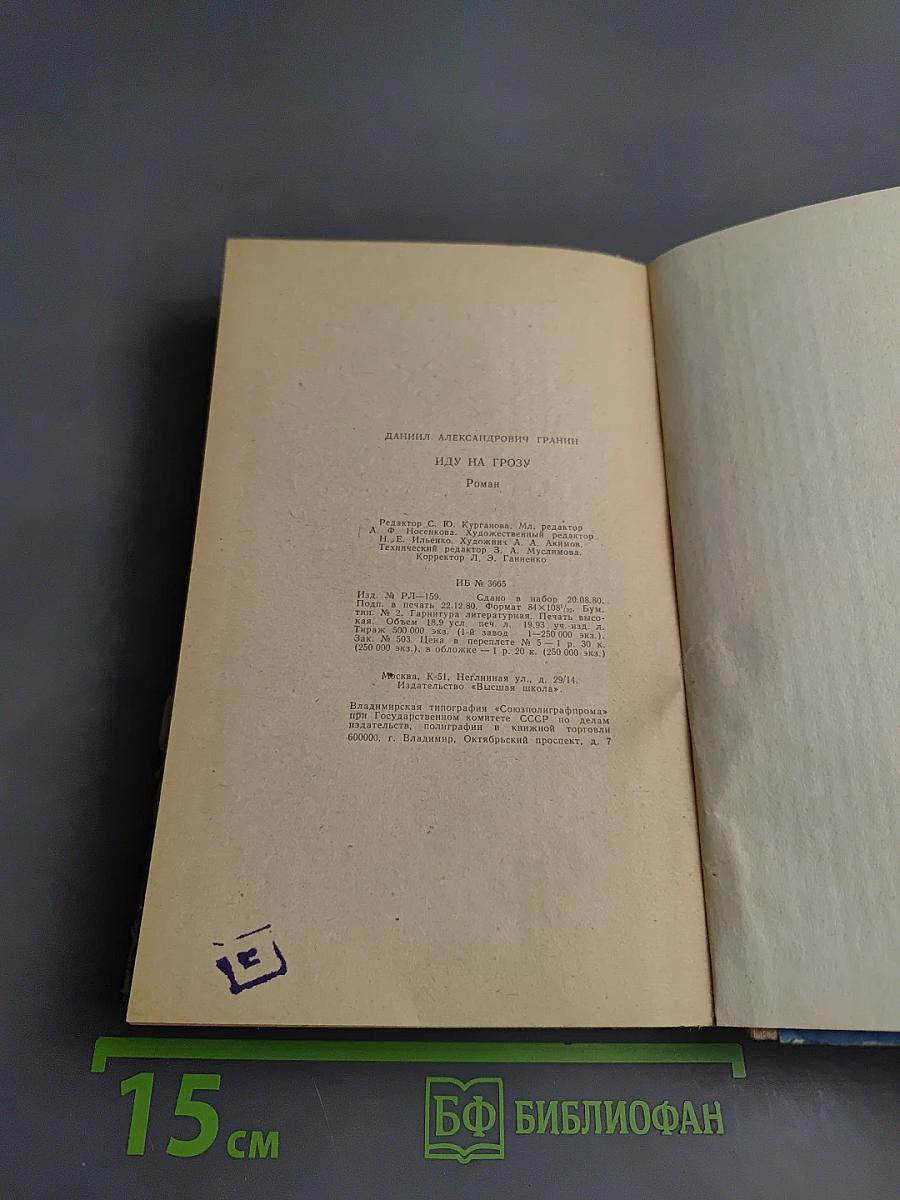 ДАНИИЛ АЛЕКСАНДРОВИЧ ГРАНИН
ИДУ НА ГРОЗУ
Роман
Редактор С. Ю. Курганова. Мл. редактор
А. Ф. Носенкова. Художественный редактор
Н. Е. Ильенко. Художнич А. А. Акимов.
Технический редактор З. А. Муслимова.
Корректор Л. Э. Ганненко
ИБ № 3665
Изд. № РЛ—159. Сдано в набор 20.08.80.
Подп. в печать 22.12.80. Формат 84×108¹/₃₂. Бум.
тип. № 2. Гарнитура литературная. Печать высо-
кая. Объем 18,9 усл. печ. л. 19,93 уч.-изд. л.
Тираж 500 000 экз. (1-й завод 1—250 000 экз.).
Зак. № 503. Цена в переплете № 5 — 1 р. 30 к.
(250 000 экз.), в обложке — 1 р. 20 к. (250 000 экз.)
Москва, К-51, Неглинная ул., д. 29/14.
Издательство «Высшая школа».
Владимирская типография «Союзполиграфпрома»
при Государственном комитете СССР по делам
издательств, полиграфии и книжной торговли
600000, г. Владимир, Октябрьский проспект, д. 7
15 см
БФ БИБЛИОФАН